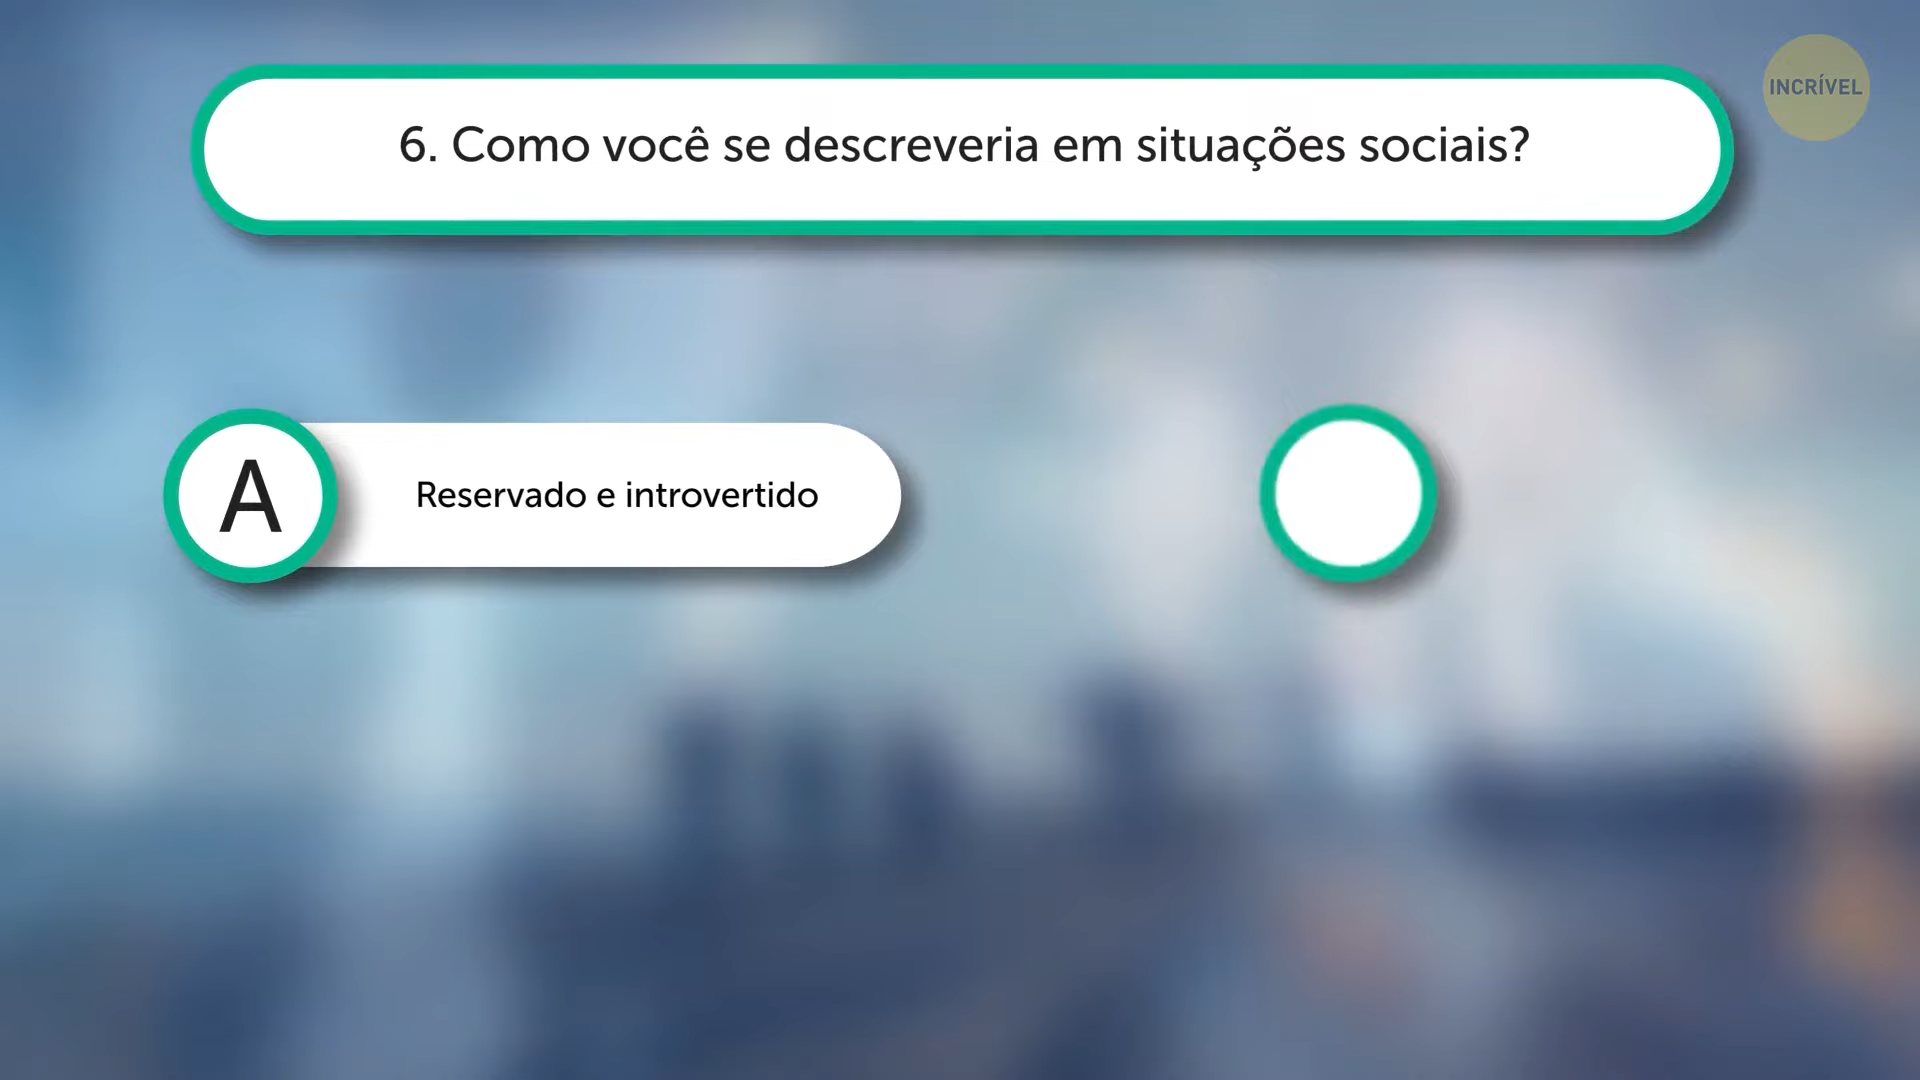 INCRÍVEL
6. Como você se descreveria em situações sociais?
A
Reservado e introvertido